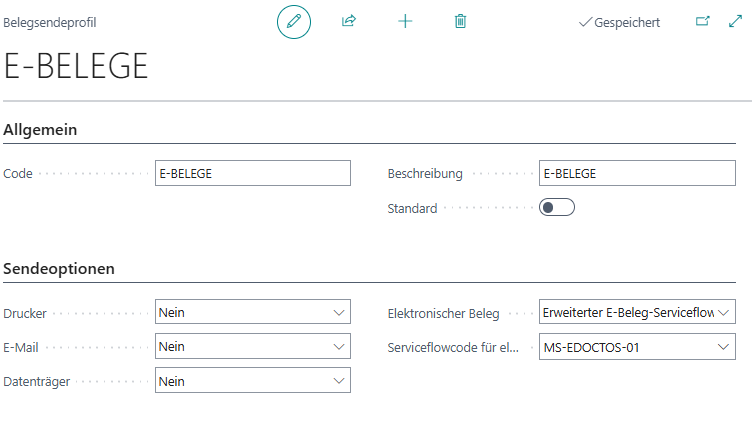 Belegsendeprofil
Gespeichert
E-BELEGE
Allgemein
Code E-BELEGE
Beschreibung E-BELEGE
Standard
Sendeoptionen
Drucker Nein
Elektronischer Beleg Erweiterter E-Beleg-Serviceflow
E-Mail Nein
Serviceflowcode für el... MS-EDOCTOS-01
Datenträger Nein